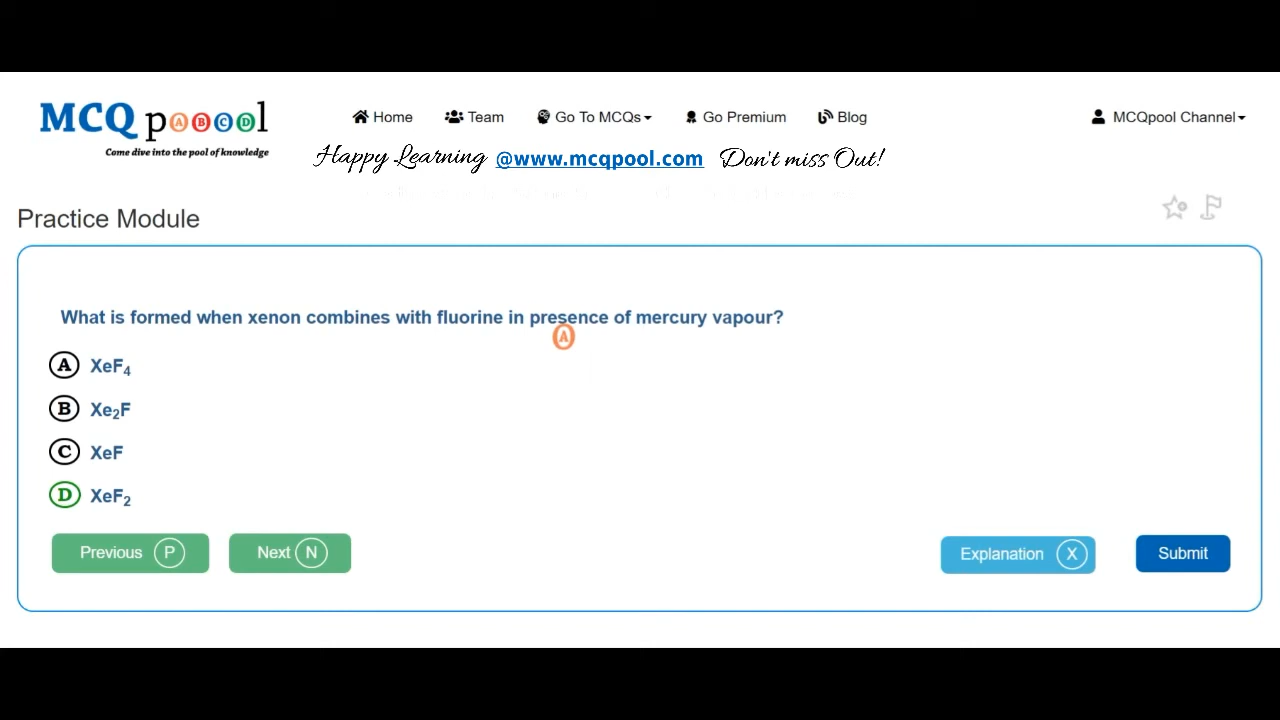 MCQ pABCDl
Come dive into the pool of knowledge
Home Team Go To MCQs Go Premium Blog MCQpool Channel
Happy Learning @www.mcqpool.com Don't miss Out!
Practice Module
What is formed when xenon combines with fluorine in presence of mercury vapour?
A
A XeF₄
B Xe₂F
C XeF
D XeF₂
Previous P Next N Explanation X Submit